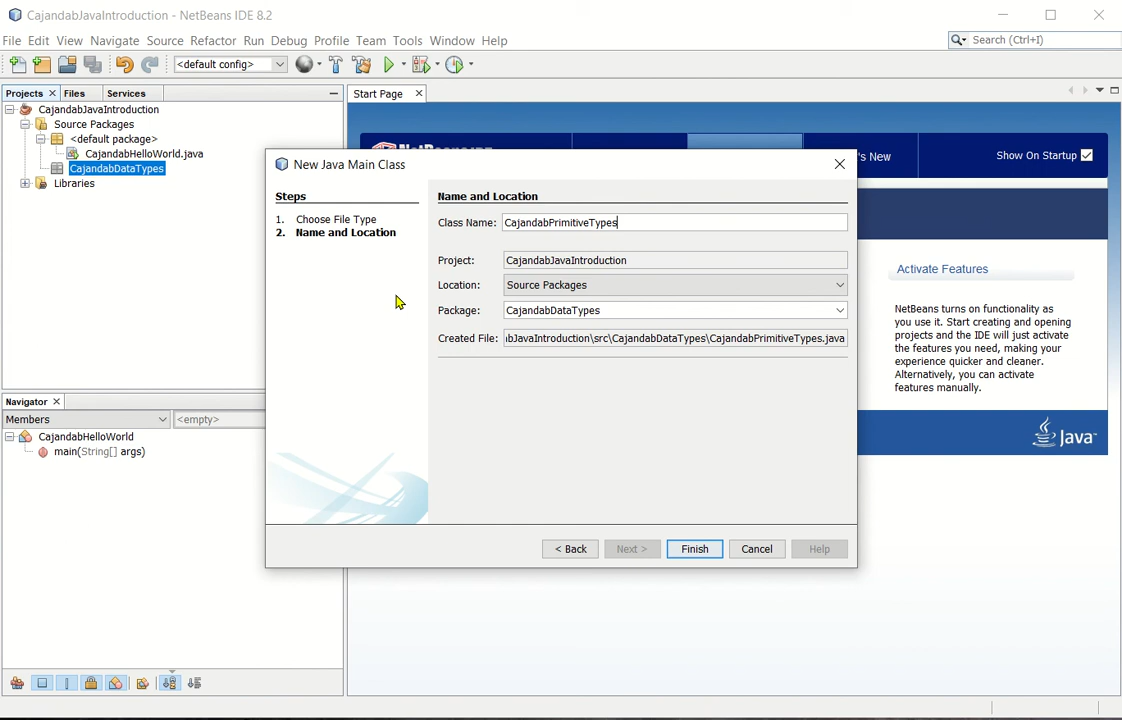 CajandabJavaIntroduction - NetBeans IDE 8.2
File Edit View Navigate Source Refactor Run Debug Profile Team Tools Window Help
Search (Ctrl+I)
<default config>
Projects Files Services
Start Page
CajandabJavaIntroduction
Source Packages
<default package>
CajandabHelloWorld.java
CajandabDataTypes
Libraries
's New
Show On Startup
New Java Main Class
Steps
1. Choose File Type
2. Name and Location
Name and Location
Class Name: CajandabPrimitiveTypes
Project: CajandabJavaIntroduction
Location: Source Packages
Package: CajandabDataTypes
Created File: bJavaIntroduction\src\CajandabDataTypes\CajandabPrimitiveTypes.java
< Back Next > Finish Cancel Help
Activate Features
NetBeans turns on functionality as
you use it. Start creating and opening
projects and the IDE will just activate
the features you need, making your
experience quicker and cleaner.
Alternatively, you can activate
features manually.
Java™
Navigator
Members
<empty>
CajandabHelloWorld
main(String[] args)